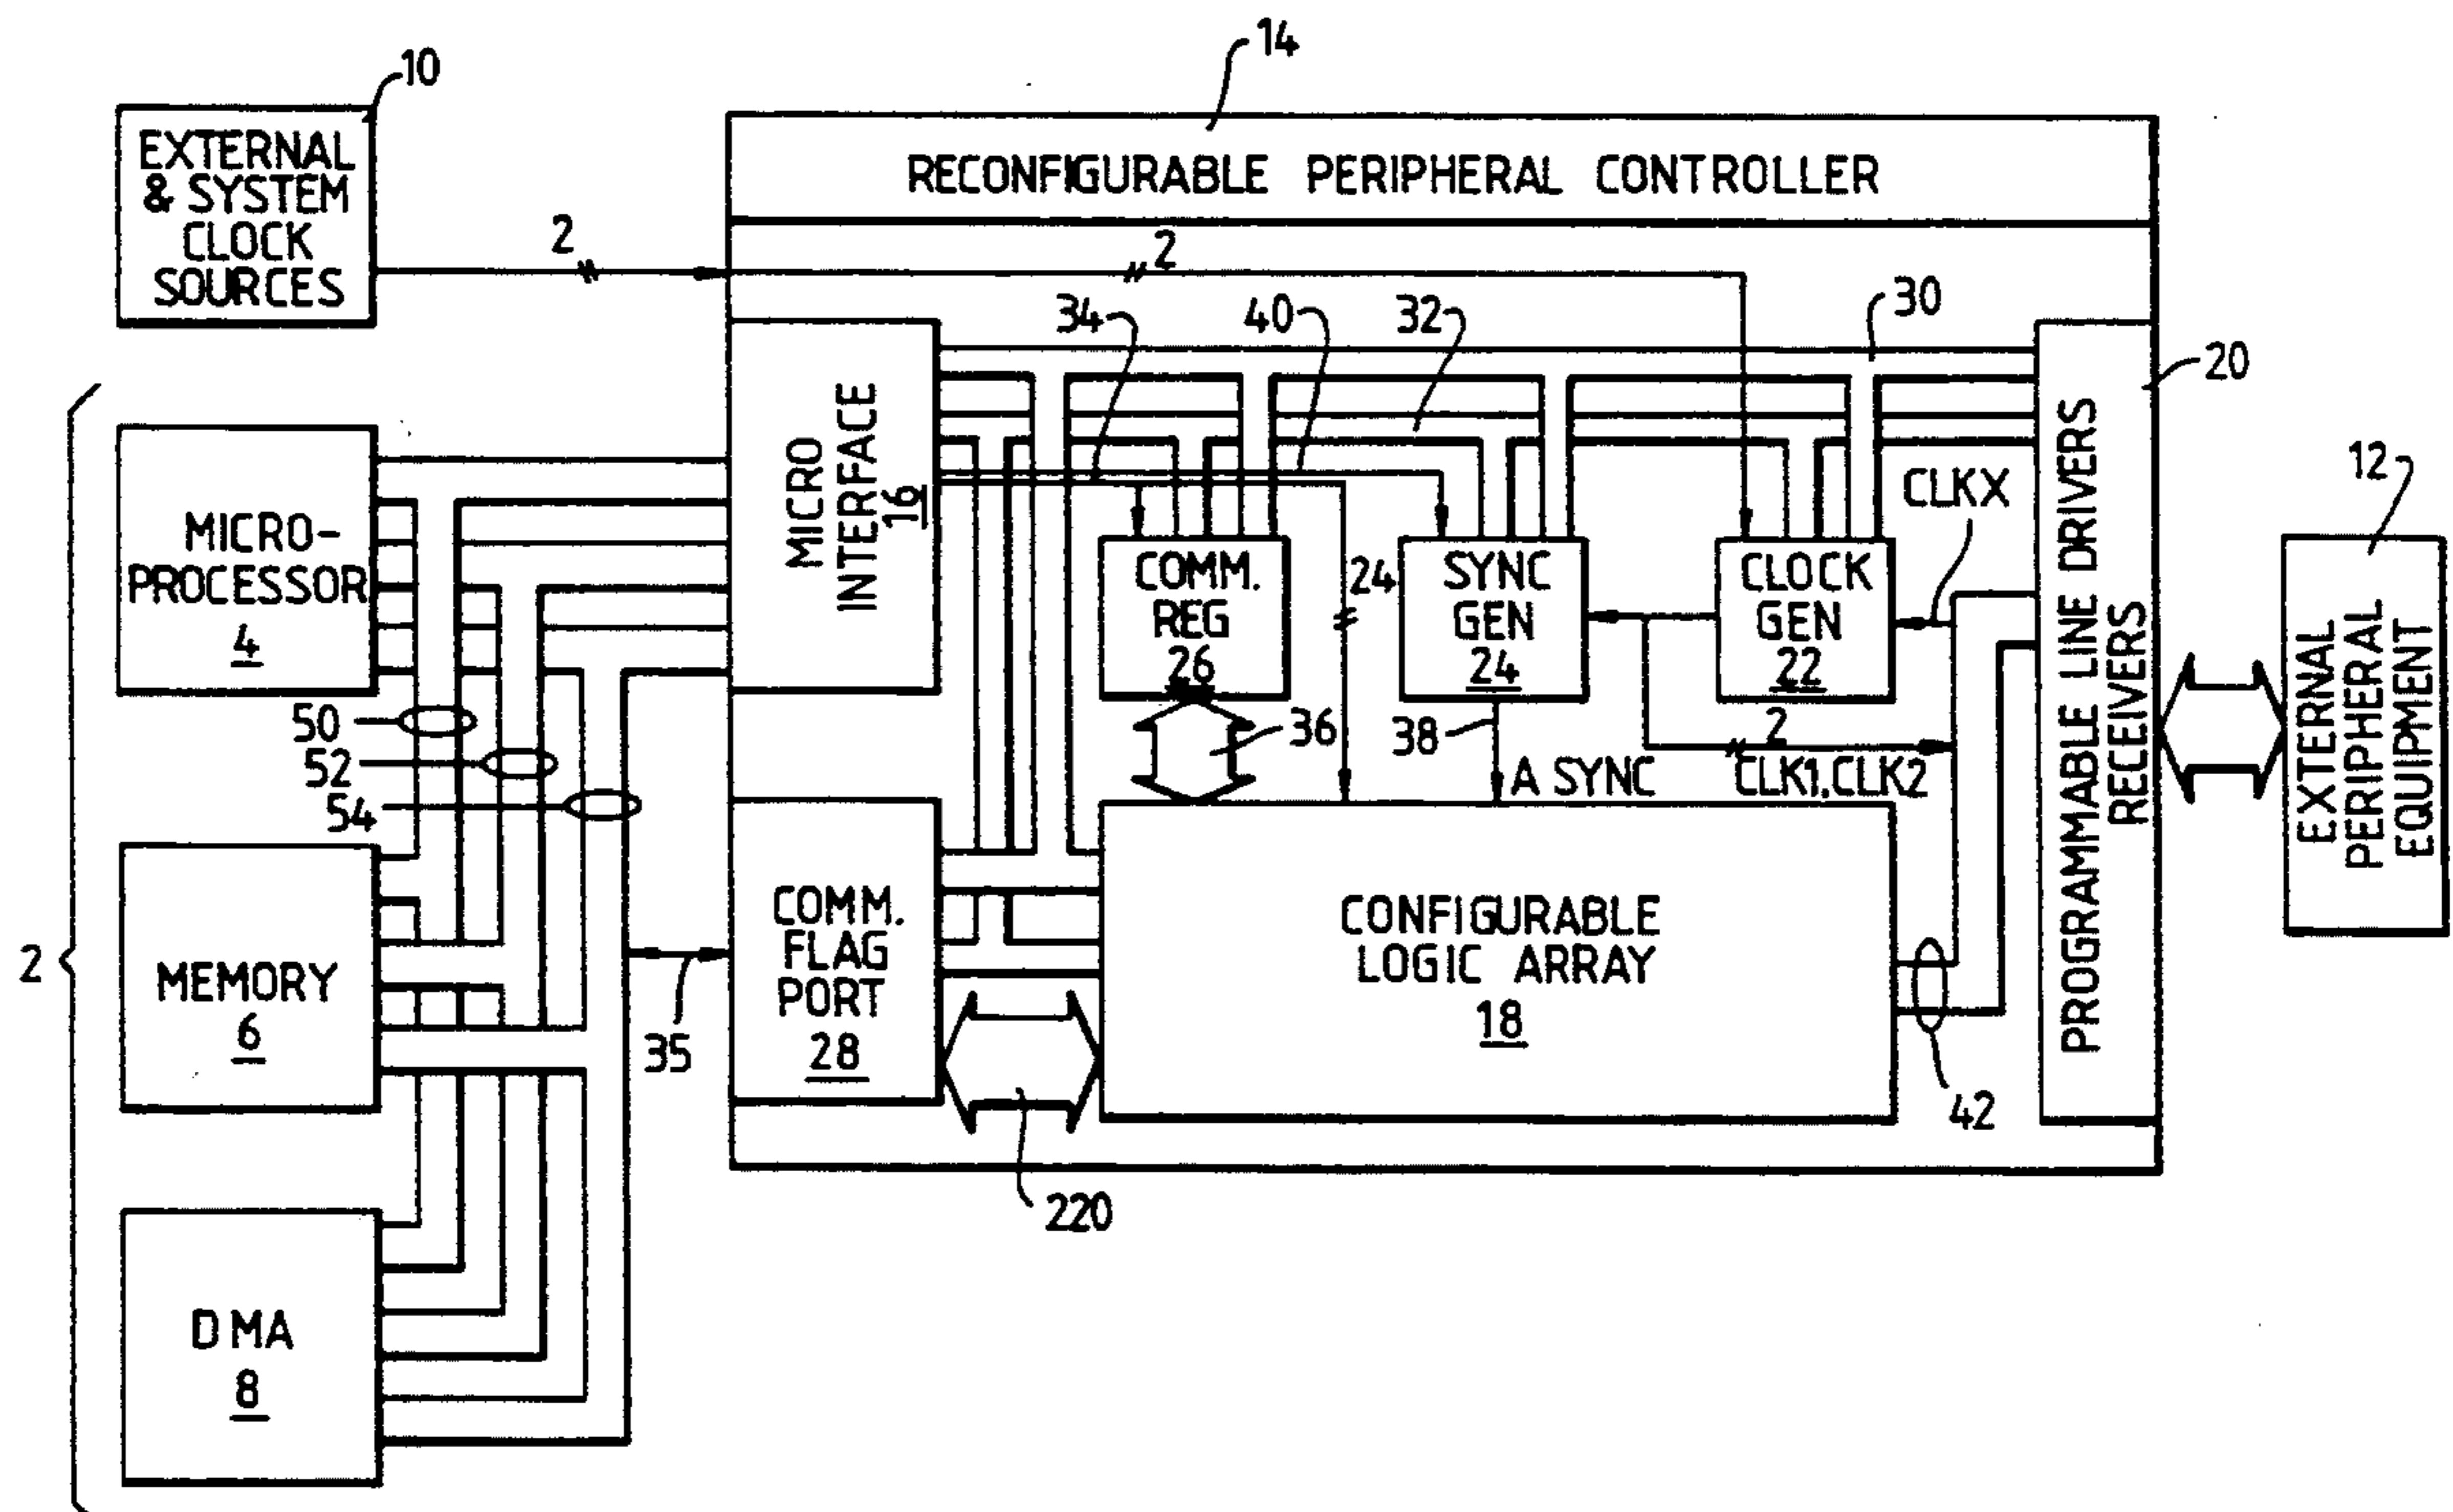 14
10
EXTERNAL
& SYSTEM
CLOCK
SOURCES
RECONFIGURABLE PERIPHERAL CONTROLLER
2
2
34
40
32
30
20
MICRO
INTERFACE
16
MICRO-
PROCESSOR
4
CLKX
12
COMM.
REG
26
24
SYNC
GEN
24
CLOCK
GEN
22
PROGRAMMABLE LINE DRIVERS
RECEIVERS
EXTERNAL
PERIPHERAL
EQUIPMENT
50
52
54
36
38
A SYNC
2
CLK1.CLK2
2
MEMORY
6
35
COMM.
FLAG
PORT
28
CONFIGURABLE
LOGIC ARRAY
18
42
220
DMA
8